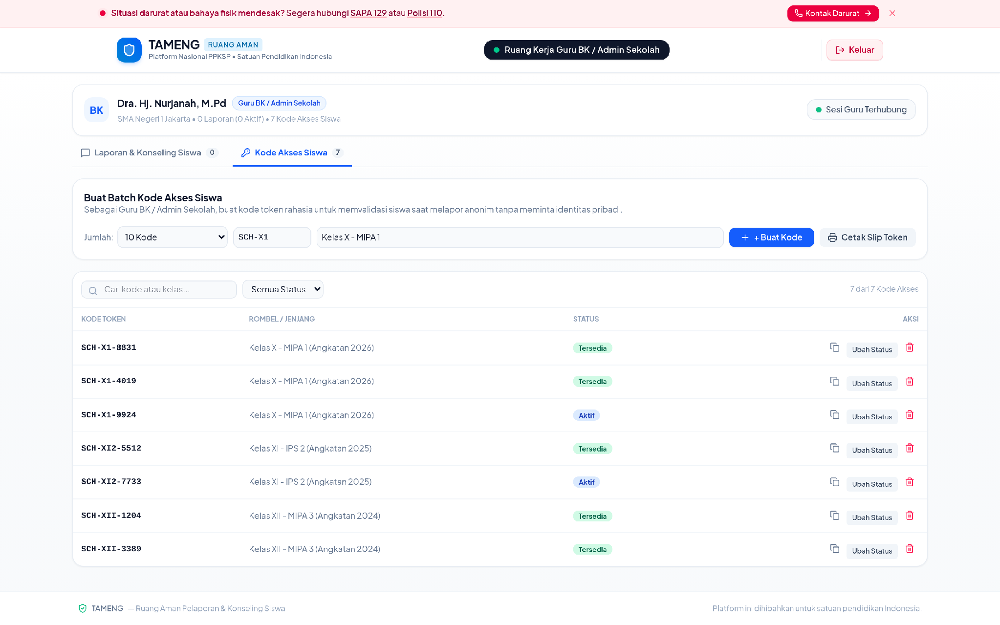 Situasi darurat atau bahaya fisik mendesak? Segera hubungi SAPA 129 atau Polisi 110.
Kontak Darurat
TAMENG RUANG AMAN
Platform Nasional PPKSP • Satuan Pendidikan Indonesia
Ruang Kerja Guru BK / Admin Sekolah
Keluar
BK
Dra. Hj. Nurjanah, M.Pd Guru BK / Admin Sekolah
SMA Negeri 1 Jakarta • 0 Laporan (0 Aktif) • 7 Kode Akses Siswa
Sesi Guru Terhubung
Laporan & Konseling Siswa 0
Kode Akses Siswa 7
Buat Batch Kode Akses Siswa
Sebagai Guru BK / Admin Sekolah, buat kode token rahasia untuk memvalidasi siswa saat melapor anonim tanpa meminta identitas pribadi.
Jumlah: 10 Kode SCH-X1 Kelas X - MIPA 1 + Buat Kode Cetak Slip Token
Cari kode atau kelas... Semua Status 7 dari 7 Kode Akses
KODE TOKEN ROMBEL / JENJANG STATUS AKSI
SCH-X1-8831 Kelas X - MIPA 1 (Angkatan 2026) Tersedia Ubah Status
SCH-X1-4019 Kelas X - MIPA 1 (Angkatan 2026) Tersedia Ubah Status
SCH-X1-9924 Kelas X - MIPA 1 (Angkatan 2026) Aktif Ubah Status
SCH-XI2-5512 Kelas XI - IPS 2 (Angkatan 2025) Tersedia Ubah Status
SCH-XI2-7733 Kelas XI - IPS 2 (Angkatan 2025) Aktif Ubah Status
SCH-XII-1204 Kelas XII - MIPA 3 (Angkatan 2024) Tersedia Ubah Status
SCH-XII-3389 Kelas XII - MIPA 3 (Angkatan 2024) Tersedia Ubah Status
TAMENG — Ruang Aman Pelaporan & Konseling Siswa
Platform ini dihibahkan untuk satuan pendidikan Indonesia.